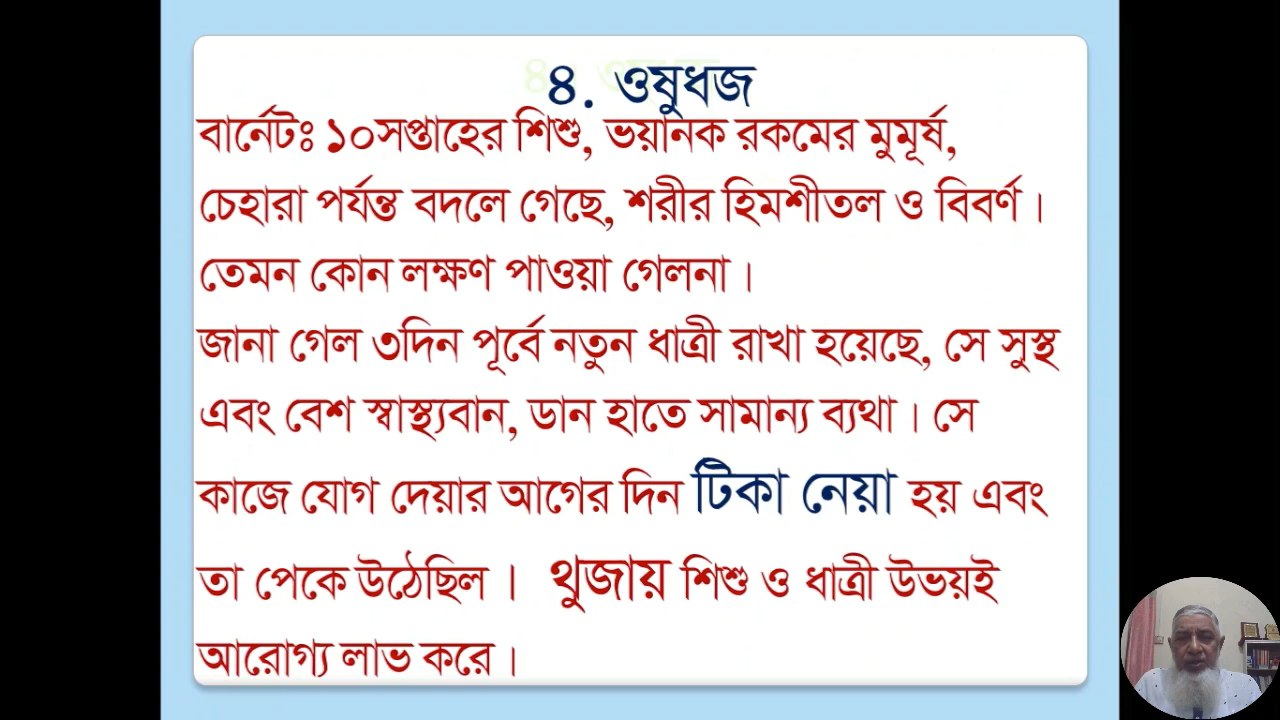 ৪. ওষুধজ
বার্নেটঃ ১০সপ্তাহের শিশু, ভয়ানক রকমের মুমূর্ষ,
চেহারা পর্যন্ত বদলে গেছে, শরীর হিমশীতল ও বিবর্ণ।
তেমন কোন লক্ষণ পাওয়া গেলনা।
জানা গেল ৩দিন পূর্বে নতুন ধাত্রী রাখা হয়েছে, সে সুস্থ
এবং বেশ স্বাস্থ্যবান, ডান হাতে সামান্য ব্যথা। সে
কাজে যোগ দেয়ার আগের দিন টিকা নেয়া হয় এবং
তা পেকে উঠেছিল। থুজায় শিশু ও ধাত্রী উভয়ই
আরোগ্য লাভ করে।